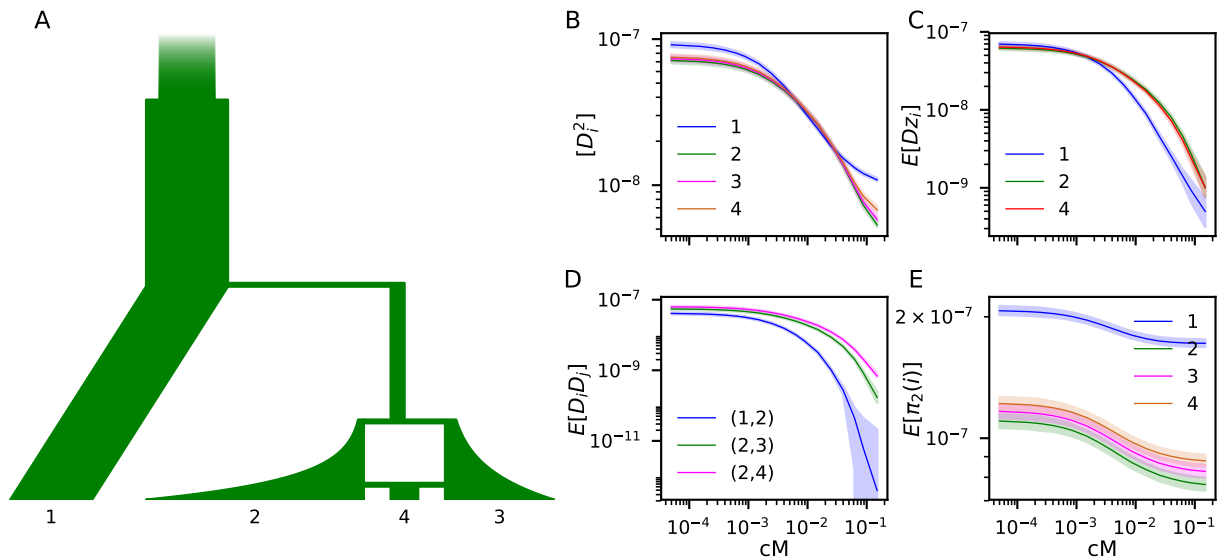 A
1
2
4
3
B
10⁻⁷
10⁻⁸
[D_i²]
1
2
3
4
C
10⁻⁷
10⁻⁸
10⁻⁹
E[Dz_i]
1
2
4
D
10⁻⁷
10⁻⁹
10⁻¹¹
E[D_iD_j]
(1,2)
(2,3)
(2,4)
10⁻⁴
10⁻³
10⁻²
10⁻¹
cM
E
2 × 10⁻⁷
10⁻⁷
E[π₂(i)]
1
2
3
4
10⁻⁴
10⁻³
10⁻²
10⁻¹
cM